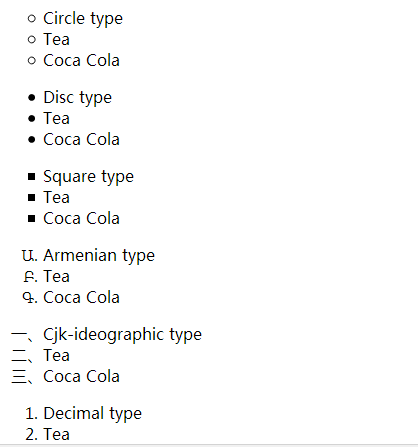 ○ Circle type
○ Tea
○ Coca Cola
● Disc type
● Tea
● Coca Cola
■ Square type
■ Tea
■ Coca Cola
Ա. Armenian type
Բ. Tea
Գ. Coca Cola
一、 Cjk-ideographic type
二、 Tea
三、 Coca Cola
1. Decimal type
2. Tea